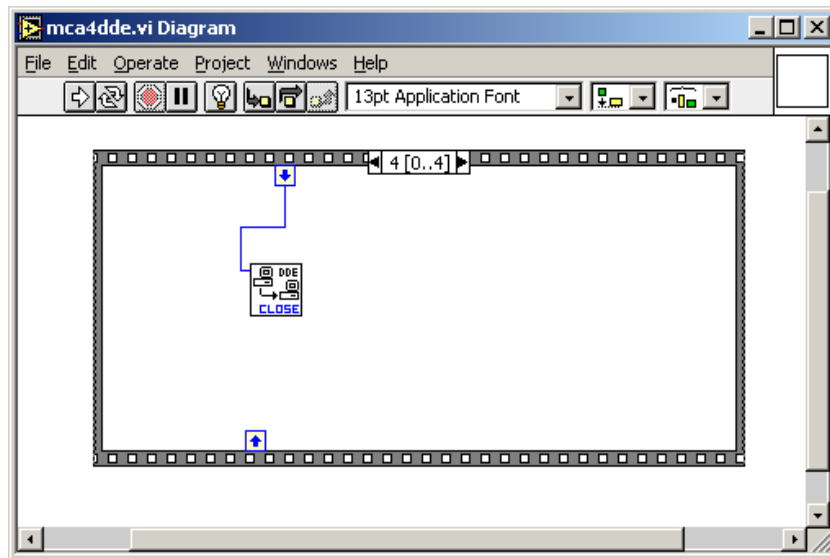 mca4dde.vi Diagram
File Edit Operate Project Windows Help
13pt Application Font
4 [0..4]
DDE
CLOSE